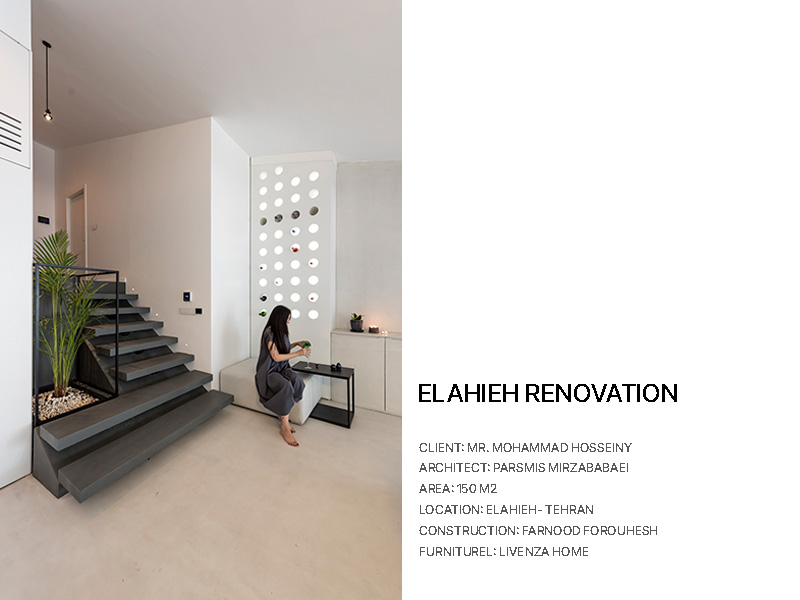 ELAHIEH RENOVATION
CLIENT: MR. MOHAMMAD HOSSEINY
ARCHITECT: PARSMIS MIRZABABAEI
AREA: 150 M2
LOCATION: ELAHIEH- TEHRAN
CONSTRUCTION: FARNOOD FOROUHESH
FURNITUREL: LIVENZA HOME